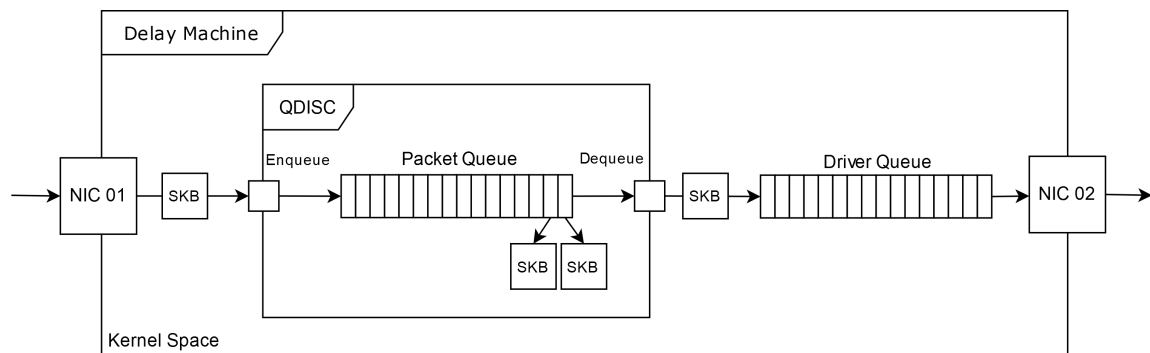 Delay Machine
QDISC
Enqueue
Packet Queue
Dequeue
Driver Queue
NIC 01
SKB
SKB
NIC 02
SKB
SKB
Kernel Space